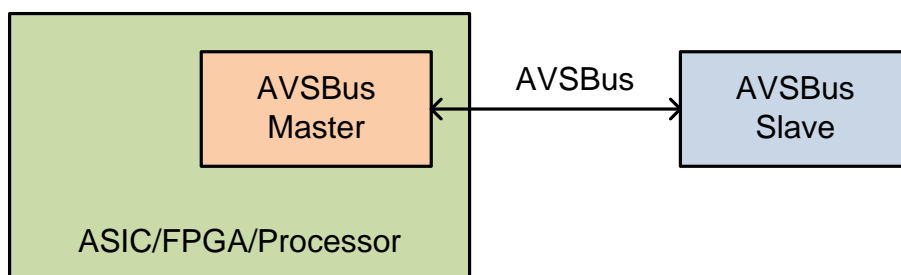 AVSBus
Master
AVSBus
AVSBus
Slave
ASIC/FPGA/Processor